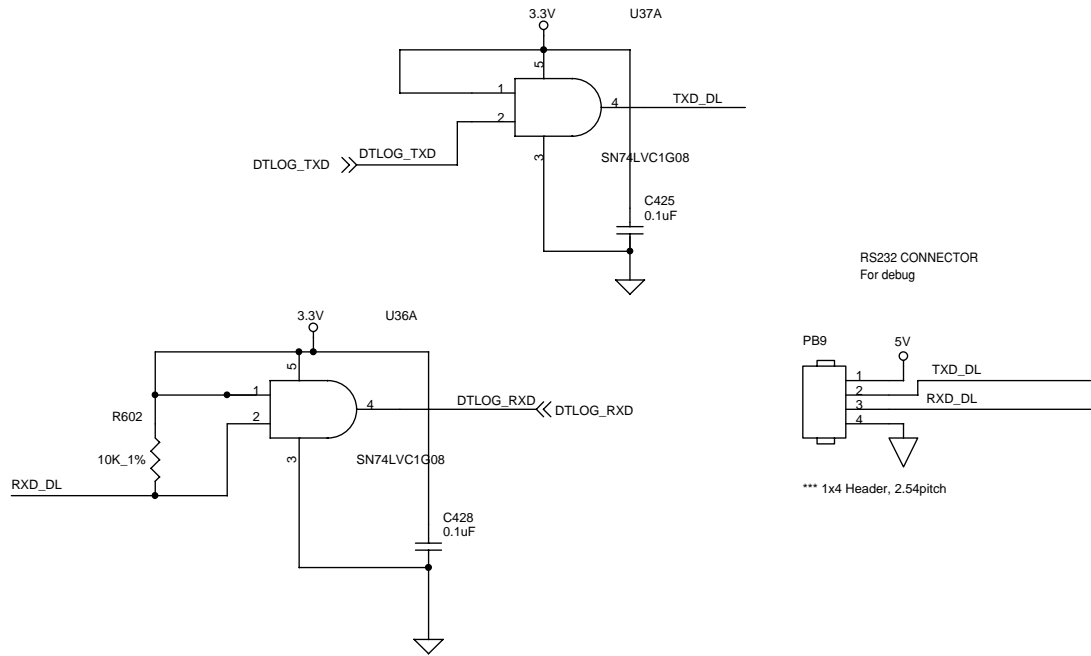 3.3V
U37A
5
1
2
4
3
TXD_DL
DTLOG_TXD
DTLOG_TXD
SN74LVC1G08
C425
0.1uF
RS232 CONNECTOR
For debug
3.3V
U36A
5
1
2
4
3
R602
10K_1%
RXD_DL
DTLOG_RXD
DTLOG_RXD
SN74LVC1G08
C428
0.1uF
PB9
5V
1
2
3
4
TXD_DL
RXD_DL
*** 1x4 Header, 2.54pitch